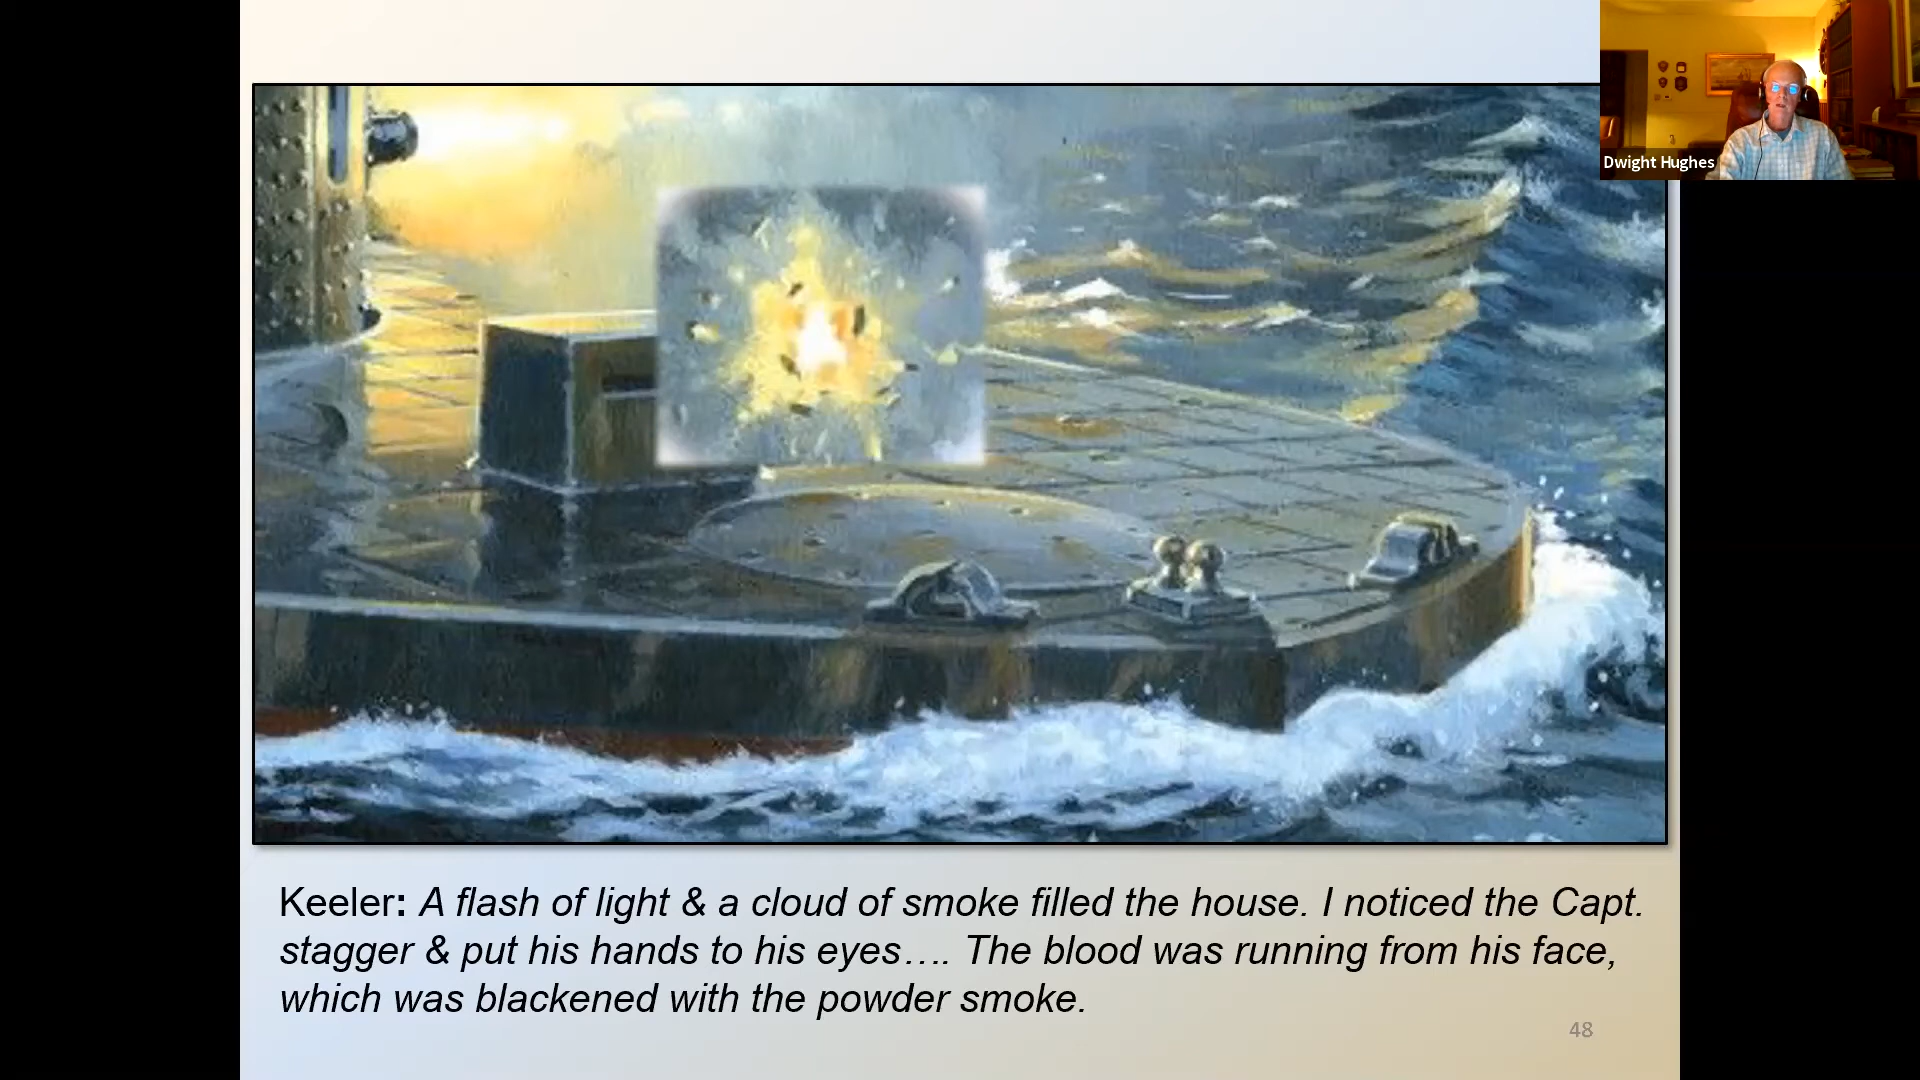 Dwight Hughes
Keeler: A flash of light & a cloud of smoke filled the house. I noticed the Capt.
stagger & put his hands to his eyes…. The blood was running from his face,
which was blackened with the powder smoke.
48